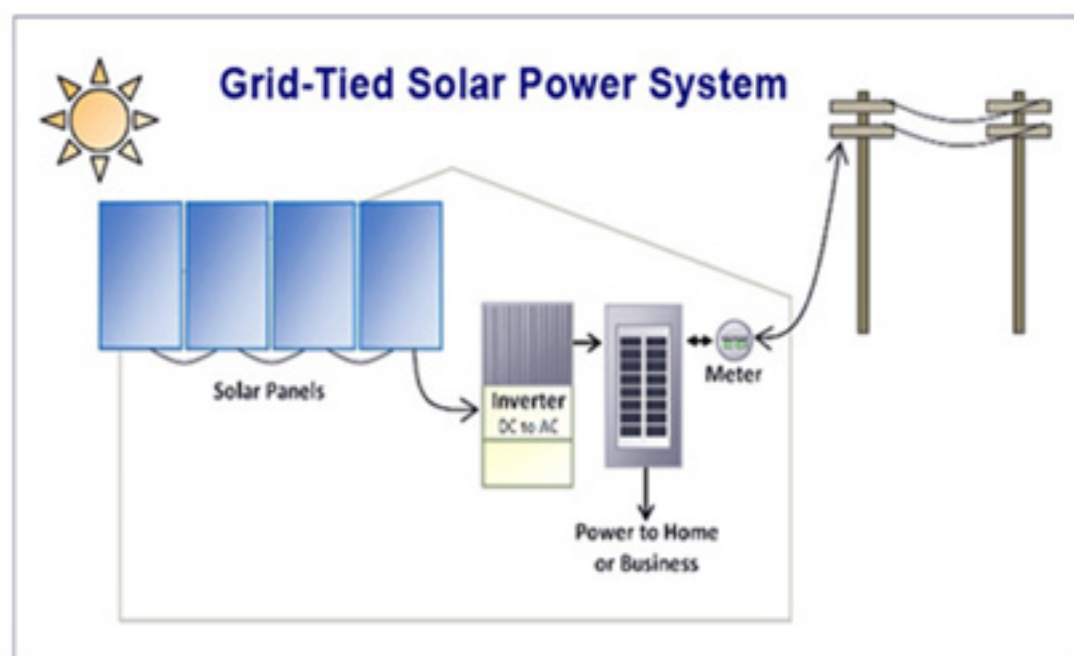 Grid-Tied Solar Power System
Solar Panels
Inverter
DC to AC
Meter
Power to Home
or Business